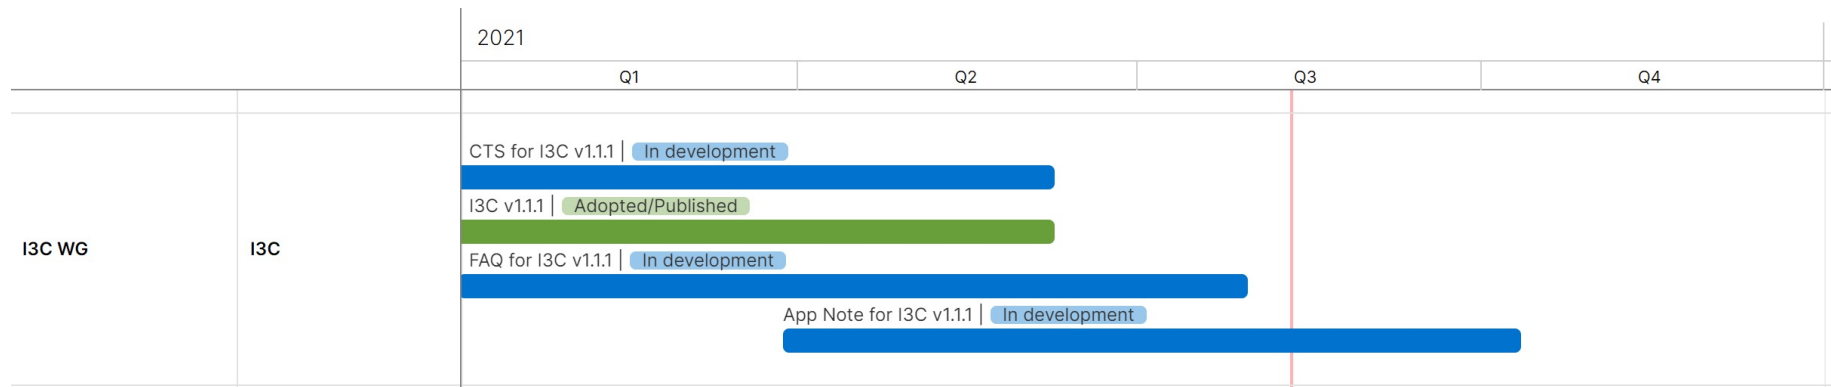 2021
Q1 Q2 Q3 Q4
CTS for I3C v1.1.1 | In development
I3C v1.1.1 | Adopted/Published
I3C WG I3C
FAQ for I3C v1.1.1 | In development
App Note for I3C v1.1.1 | In development